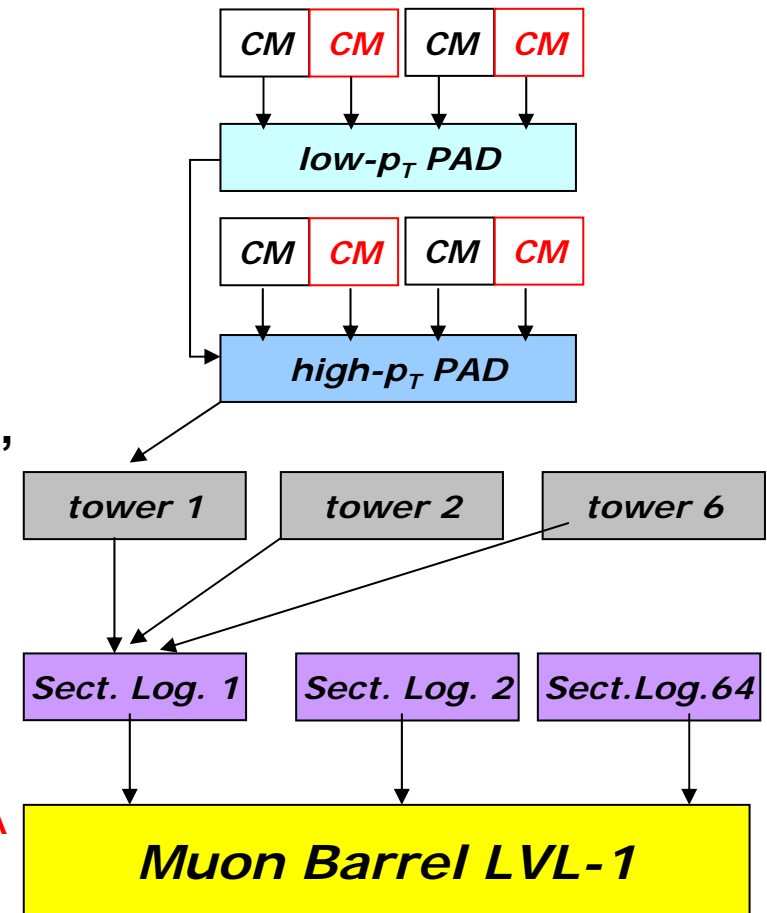 CM CM CM CM
low-pT PAD
CM CM CM CM
high-pT PAD
,
tower 1 tower 2 tower 6
Sect. Log. 1 Sect. Log. 2 Sect.Log.64
Muon Barrel LVL-1